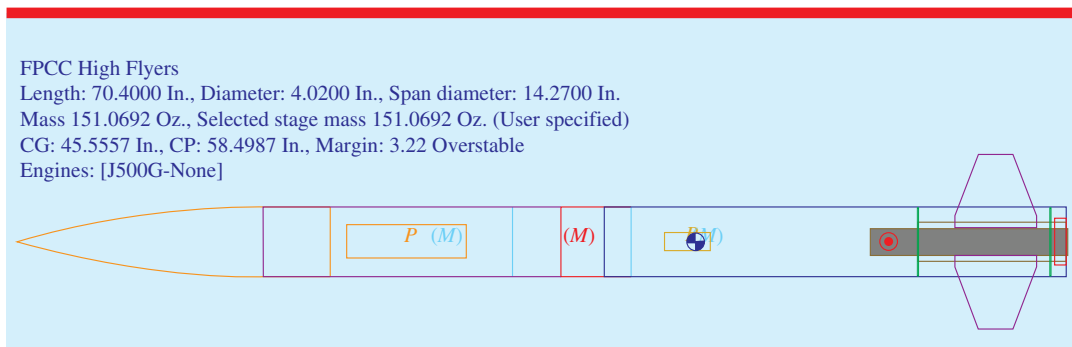 FPCC High Flyers
Length: 70.4000 In., Diameter: 4.0200 In., Span diameter: 14.2700 In.
Mass 151.0692 Oz., Selected stage mass 151.0692 Oz. (User specified)
CG: 45.5557 In., CP: 58.4987 In., Margin: 3.22 Overstable
Engines: [J500G-None]
P (M) (M) M)